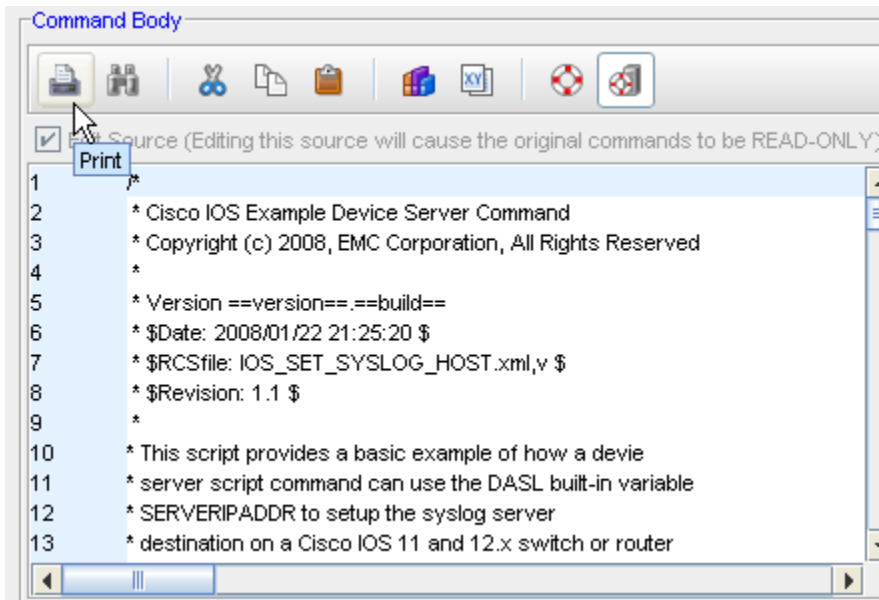 Command Body
XY
Source (Editing this source will cause the original commands to be READ-ONLY)
Print
1 /*
2 * Cisco IOS Example Device Server Command
3 * Copyright (c) 2008, EMC Corporation, All Rights Reserved
4 *
5 * Version ==version==.==build==
6 * $Date: 2008/01/22 21:25:20 $
7 * $RCSfile: IOS_SET_SYSLOG_HOST.xml,v $
8 * $Revision: 1.1 $
9 *
10 * This script provides a basic example of how a devie
11 * server script command can use the DASL built-in variable
12 * SERVERIPADDR to setup the syslog server
13 * destination on a Cisco IOS 11 and 12.x switch or router